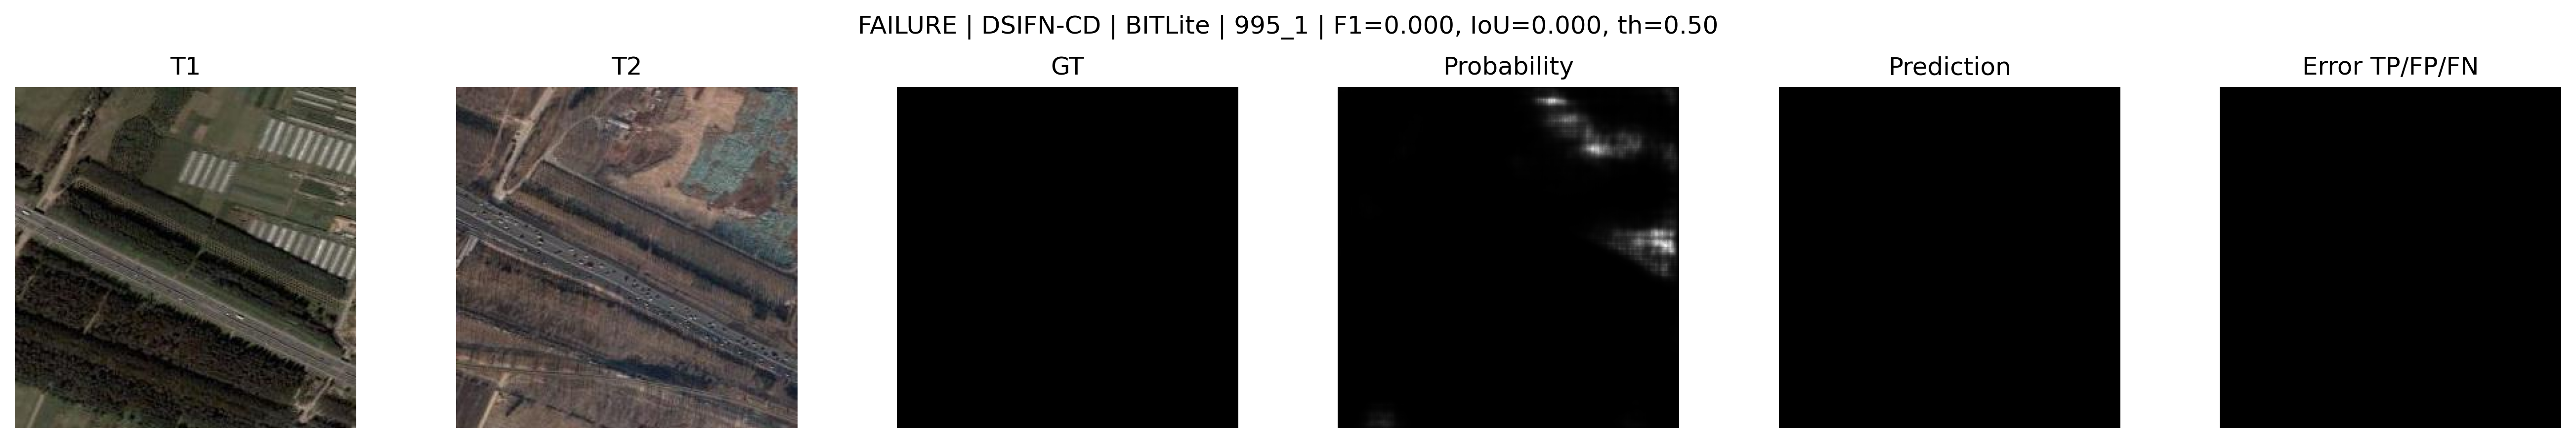 FAILURE | DSIFN-CD | BITLite | 995_1 | F1=0.000, IoU=0.000, th=0.50
T1 T2 GT Probability Prediction Error TP/FP/FN